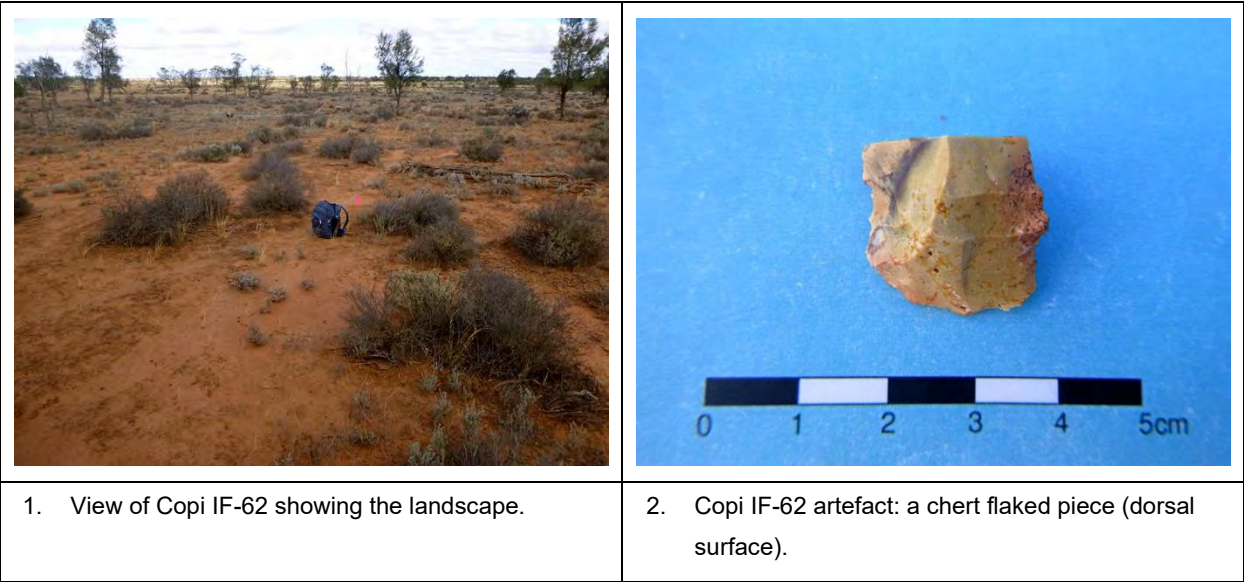 0 1 2 3 4 5cm
1. View of Copi IF-62 showing the landscape.
2. Copi IF-62 artefact: a chert flaked piece (dorsal
surface).